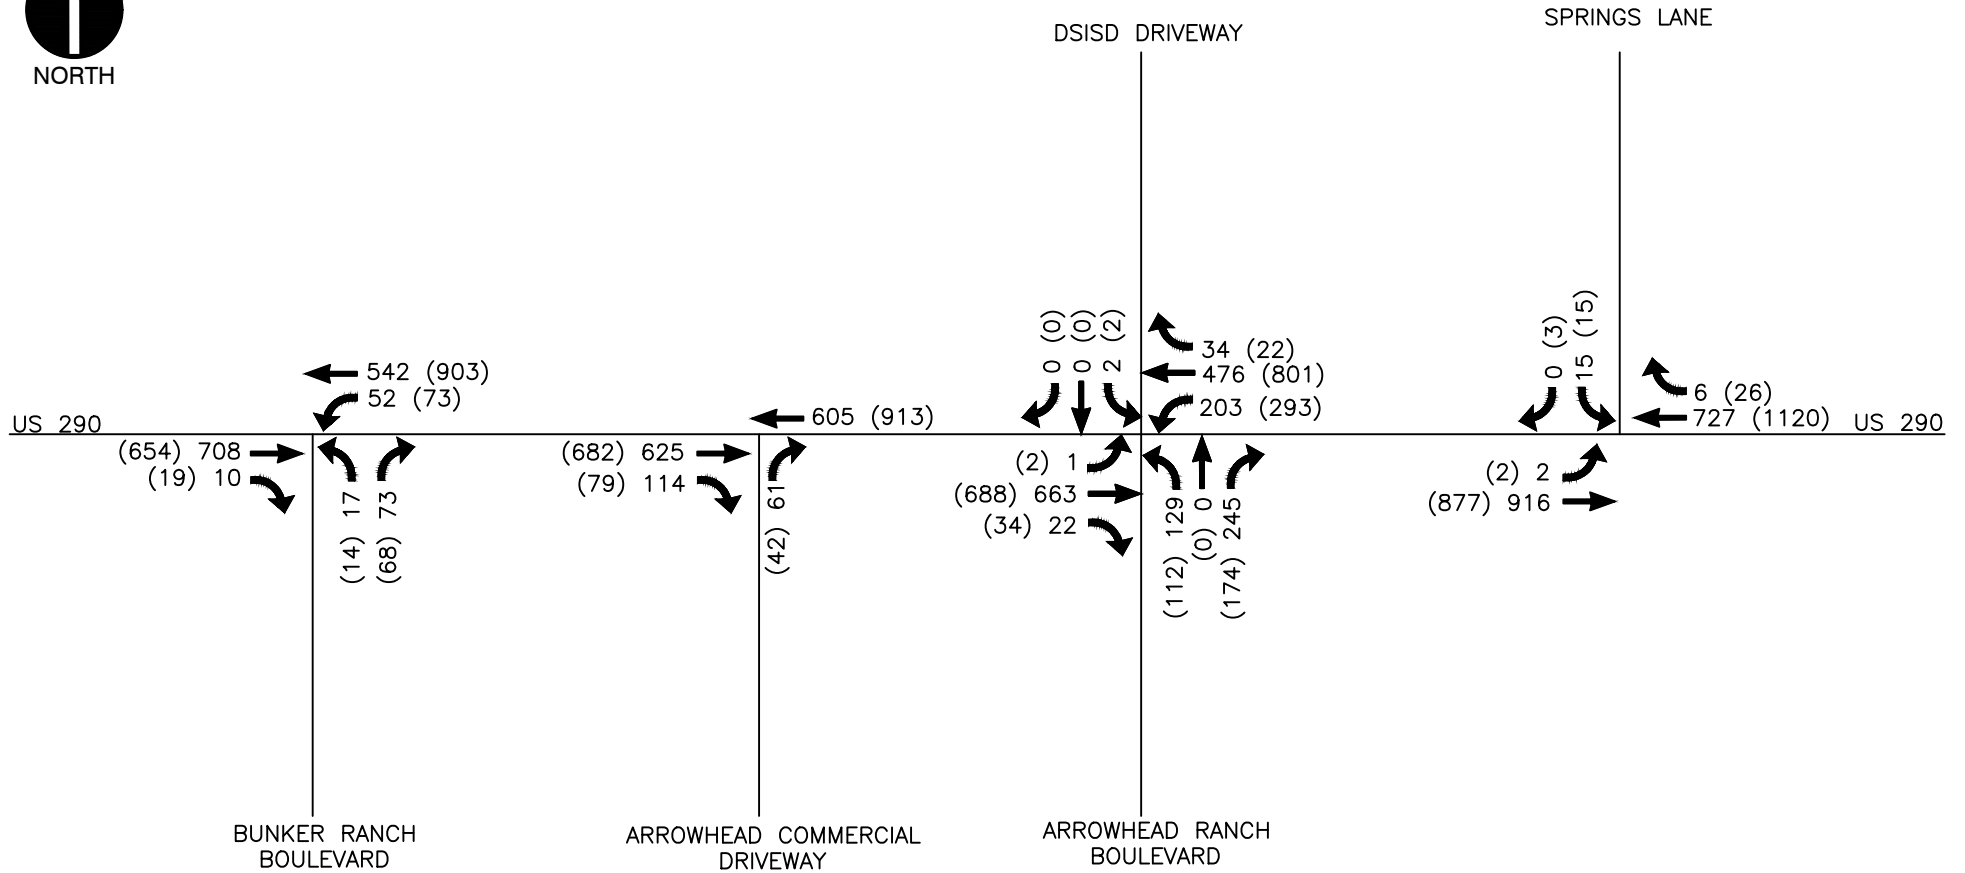 NORTH
DSISD DRIVEWAY
SPRINGS LANE
US 290
542 (903)
52 (73)
(654) 708
(19) 10
(14) 17
(68) 73
BUNKER RANCH
BOULEVARD
605 (913)
(682) 625
(79) 114
(42) 61
ARROWHEAD COMMERCIAL
DRIVEWAY
0 (0)
0 (0)
2 (2)
34 (22)
476 (801)
203 (293)
(2) 1
(688) 663
(34) 22
(112) 129
(0) 0
(174) 245
ARROWHEAD RANCH
BOULEVARD
0 (3)
15 (15)
6 (26)
727 (1120)
US 290
(2) 2
(877) 916